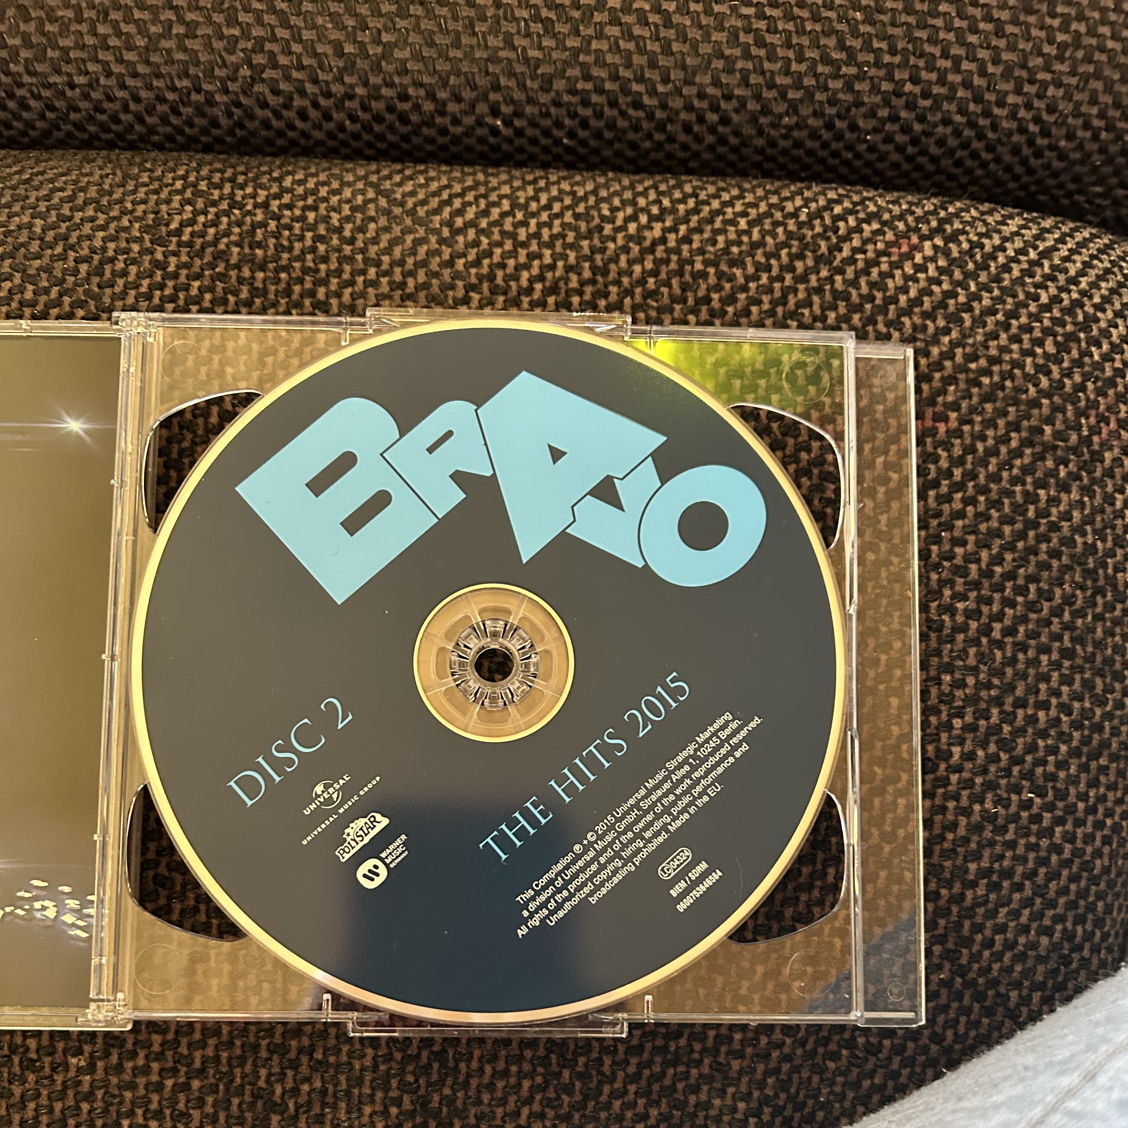 BRAVO
DISC 2
THE HITS 2015
UNIVERSAL
UNIVERSAL MUSIC GROUP
POLYSTAR
WARNER
MUSIC
This Compilation ℗ + © 2015 Universal Music Strategic Marketing
a division of Universal Music GmbH, Stralauer Allee 1, 10245 Berlin.
All rights of the producer and of the owner of the work reproduced reserved.
Unauthorized copying, hiring, lending, public performance and
broadcasting prohibited. Made in the EU.
LC 04324
BIEM / SDRM